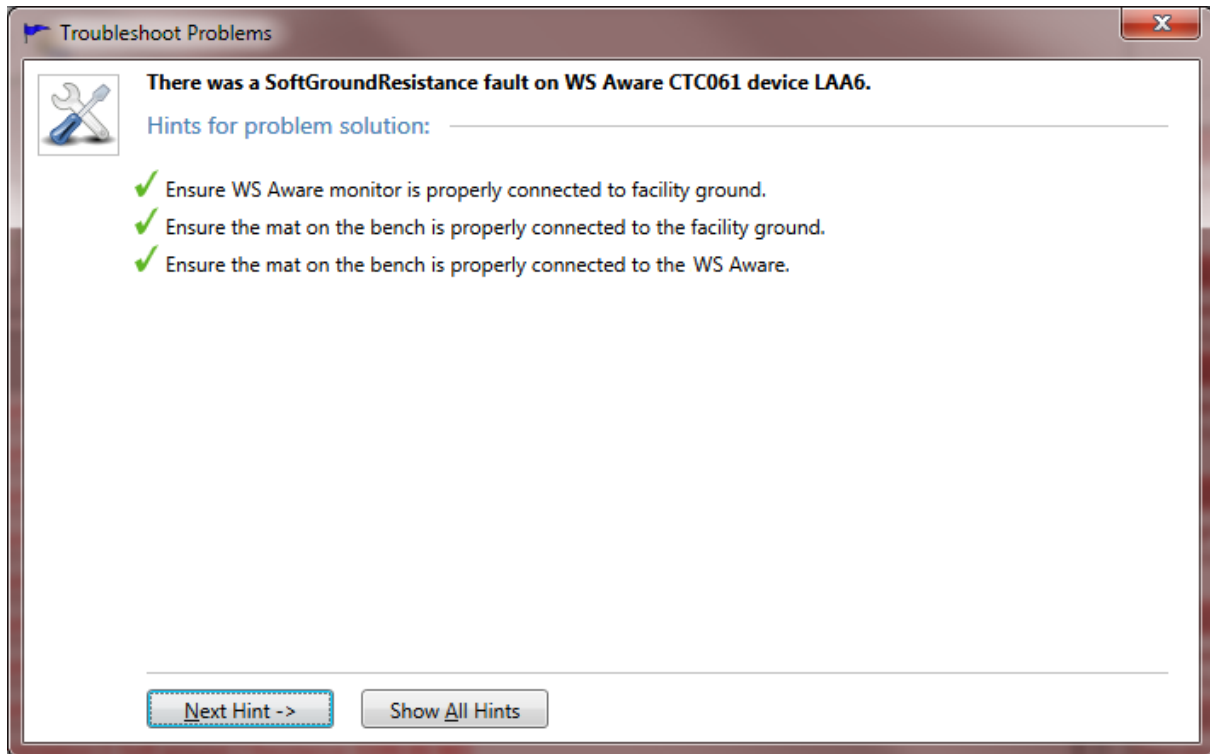 Troubleshoot Problems
There was a SoftGroundResistance fault on WS Aware CTC061 device LAA6.
Hints for problem solution:
Ensure WS Aware monitor is properly connected to facility ground.
Ensure the mat on the bench is properly connected to the facility ground.
Ensure the mat on the bench is properly connected to the WS Aware.
Next Hint ->
Show All Hints